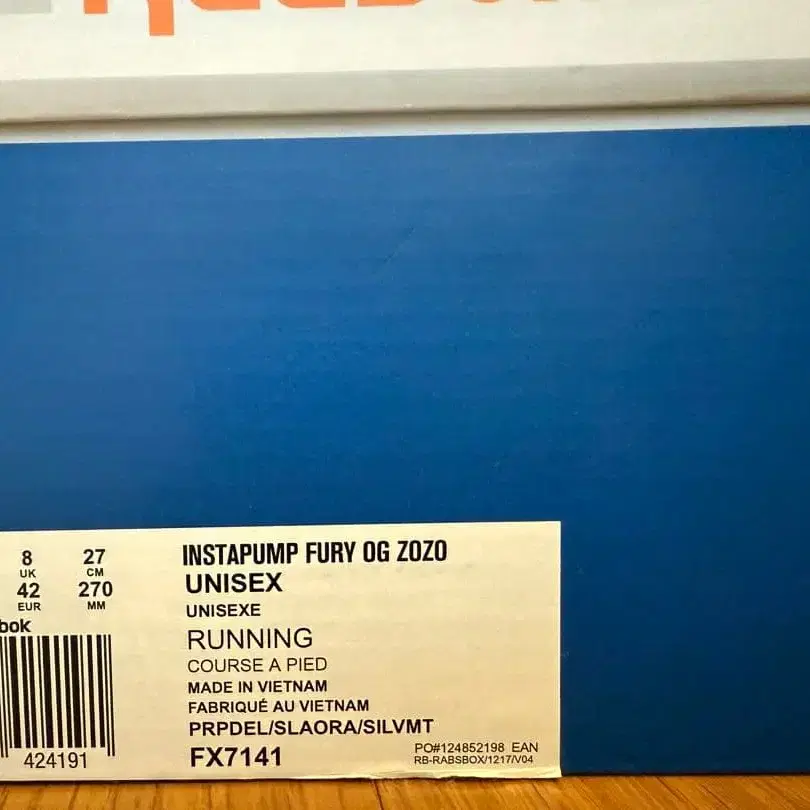 8 27
UK CM
42 270
EUR MM
bok
424191
INSTAPUMP FURY OG ZOZO
UNISEX
UNISEXE
RUNNING
COURSE A PIED
MADE IN VIETNAM
FABRIQUÉ AU VIETNAM
PRPDEL/SLAORA/SILVMT
FX7141
PO#124852198 EAN
RB-RABSBOX/1217/V04